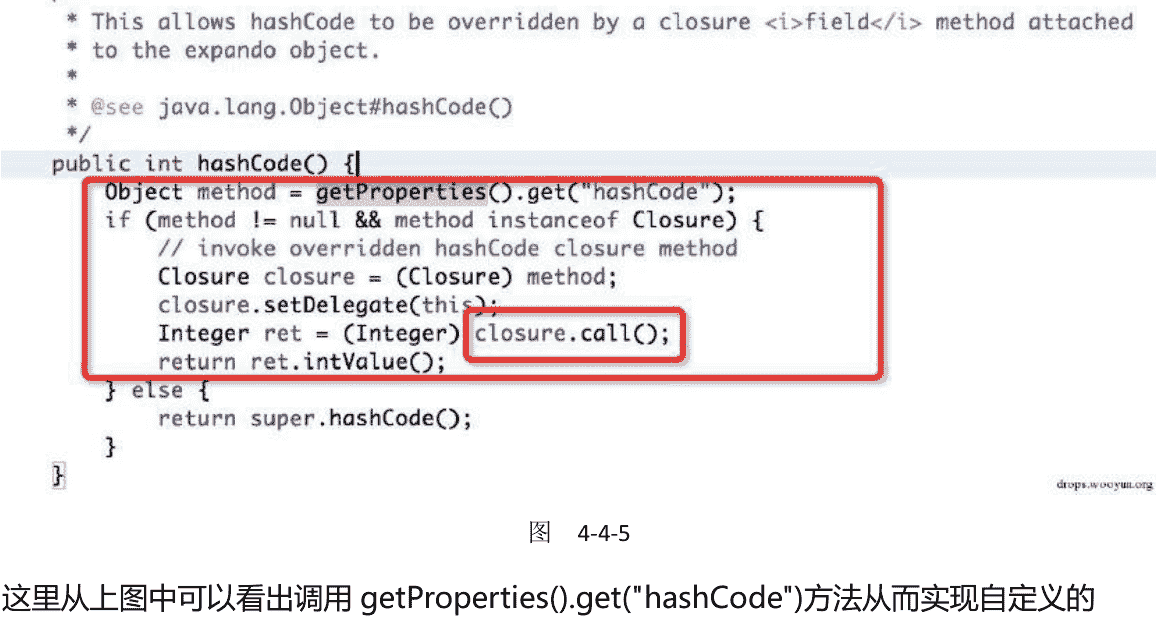 * This allows hashCode to be overridden by a closure <i>field</i> method attached
* to the expando object.
*
* @see java.lang.Object#hashCode()
*/
public int hashCode() {
Object method = getProperties().get("hashCode");
if (method != null && method instanceof Closure) {
// invoke overridden hashCode closure method
Closure closure = (Closure) method;
closure.setDelegate(this);
Integer ret = (Integer) closure.call();
return ret.intValue();
} else {
return super.hashCode();
}
}
drops.wooyun.org
图 4-4-5
这里从上图中可以看出调用 getProperties().get("hashCode")方法从而实现自定义的